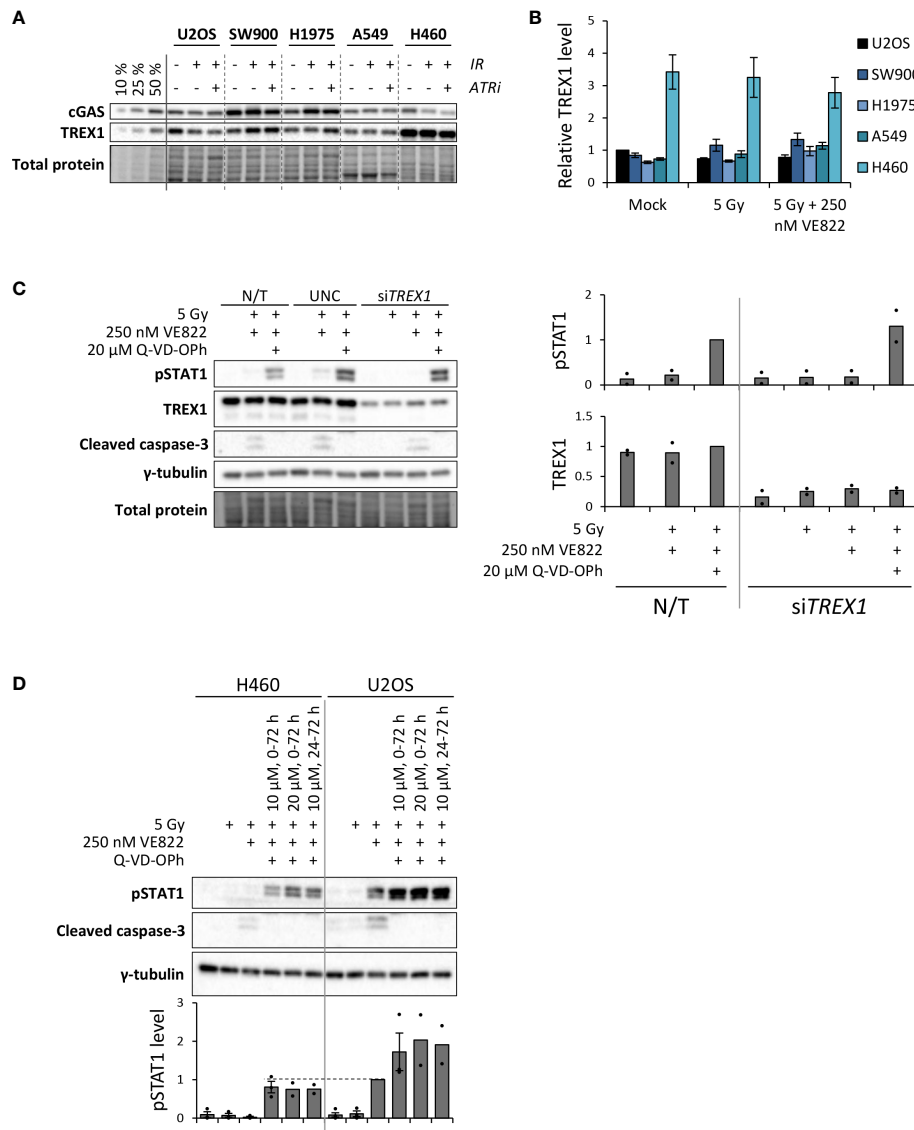 A
U2OS SW900 H1975 A549 H460
10 % 25 % 50 % - + + - + + - + + - + + - + + IR
+ + + + + ATRi
cGAS
TREX1
Total protein
B
Relative TREX1 level
5
4
3
2
1
0
Mock 5 Gy 5 Gy + 250 nM VE822
U2OS
SW900
H1975
A549
H460
C
N/T UNC siTREX1
5 Gy + + + + + + +
250 nM VE822 + + + + + +
20 µM Q-VD-OPh + + +
pSTAT1
TREX1
Cleaved caspase-3
γ-tubulin
Total protein
pSTAT1
2
1
0
TREX1
1.5
1
0.5
0
5 Gy + + + + +
250 nM VE822 + + + +
20 µM Q-VD-OPh + +
N/T siTREX1
D
H460 U2OS
10 µM, 0-72 h 20 µM, 0-72 h 10 µM, 24-72 h 10 µM, 0-72 h 20 µM, 0-72 h 10 µM, 24-72 h
5 Gy + + + + + + + + + +
250 nM VE822 + + + + + + + +
Q-VD-OPh + + + + + +
pSTAT1
Cleaved caspase-3
γ-tubulin
pSTAT1 level
3
2
1
0